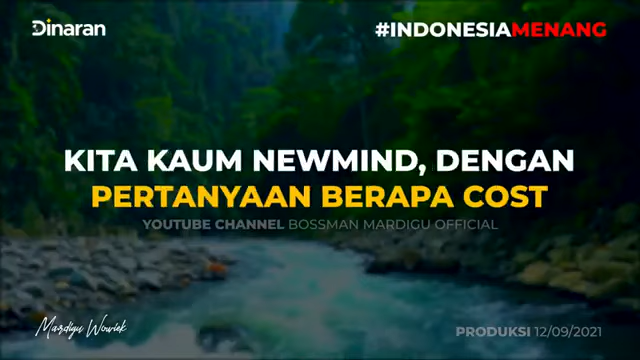 Dinaran
#INDONESIAMENANG
KITA KAUM NEWMIND, DENGAN
PERTANYAAN BERAPA COST
YOUTUBE CHANNEL BOSSMAN MARDIGU OFFICIAL
Mardigu Wowiek
PRODUKSI 12/09/2021